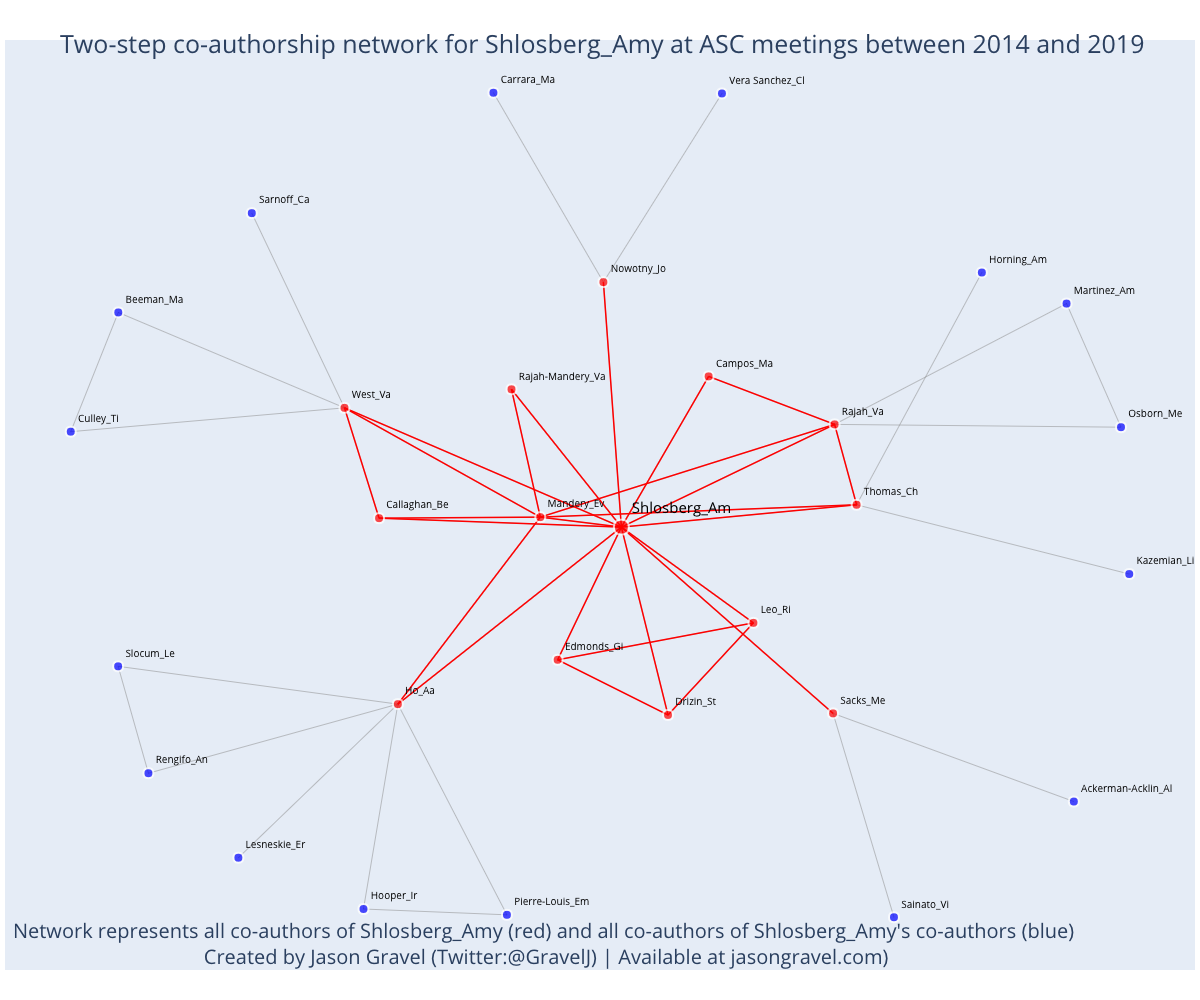 Two-step co-authorship network for Shlosberg_Amy at ASC meetings between 2014 and 2019
Carrara_Ma
Vera Sanchez_Cl
Sarnoff_Ca
Nowotny_Jo
Horning_Am
Martinez_Am
Beeman_Ma
Campos_Ma
Rajah-Mandery_Va
West_Va
Rajah_Va
Osborn_Me
Culley_Ti
Thomas_Ch
Callaghan_Be
Mandery_Ev
Shlosberg_Am
Kazemian_Li
Leo_Ri
Edmonds_Gi
Slocum_Le
Ho_Aa
Drizin_St
Sacks_Me
Rengifo_An
Ackerman-Acklin_Al
Lesneskie_Er
Hooper_Ir
Pierre-Louis_Em
Sainato_Vi
Network represents all co-authors of Shlosberg_Amy (red) and all co-authors of Shlosberg_Amy's co-authors (blue)
Created by Jason Gravel (Twitter:@GravelJ) | Available at jasongravel.com)